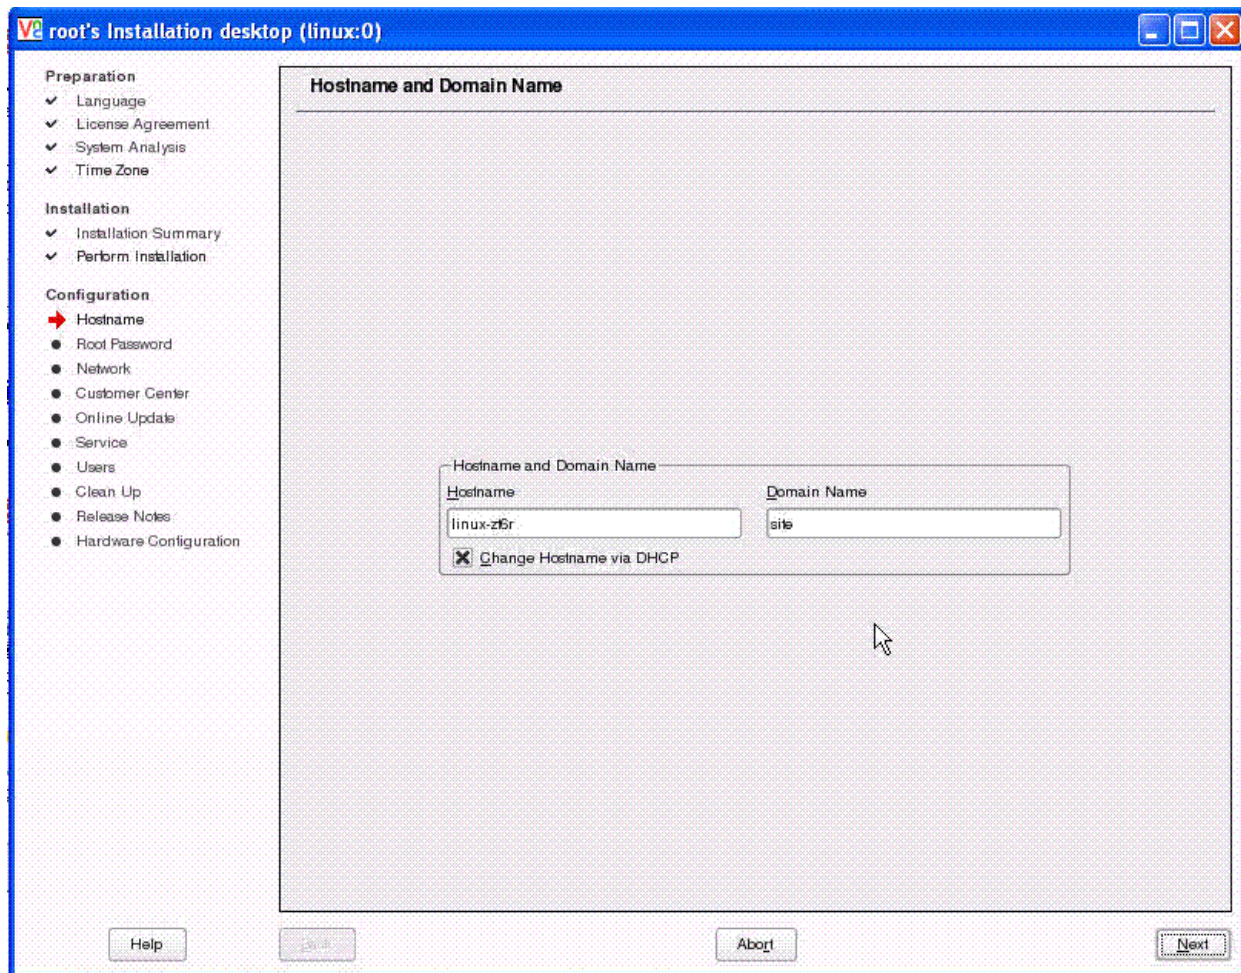 root's Installation desktop (linux:0)
Preparation
Language
License Agreement
System Analysis
Time Zone
Installation
Installation Summary
Perform Installation
Configuration
Hostname
Root Password
Network
Customer Center
Online Update
Service
Users
Clean Up
Release Notes
Hardware Configuration
Hostname and Domain Name
Hostname and Domain Name
Hostname Domain Name
linux-zf6r site
Change Hostname via DHCP
Help Abort Next